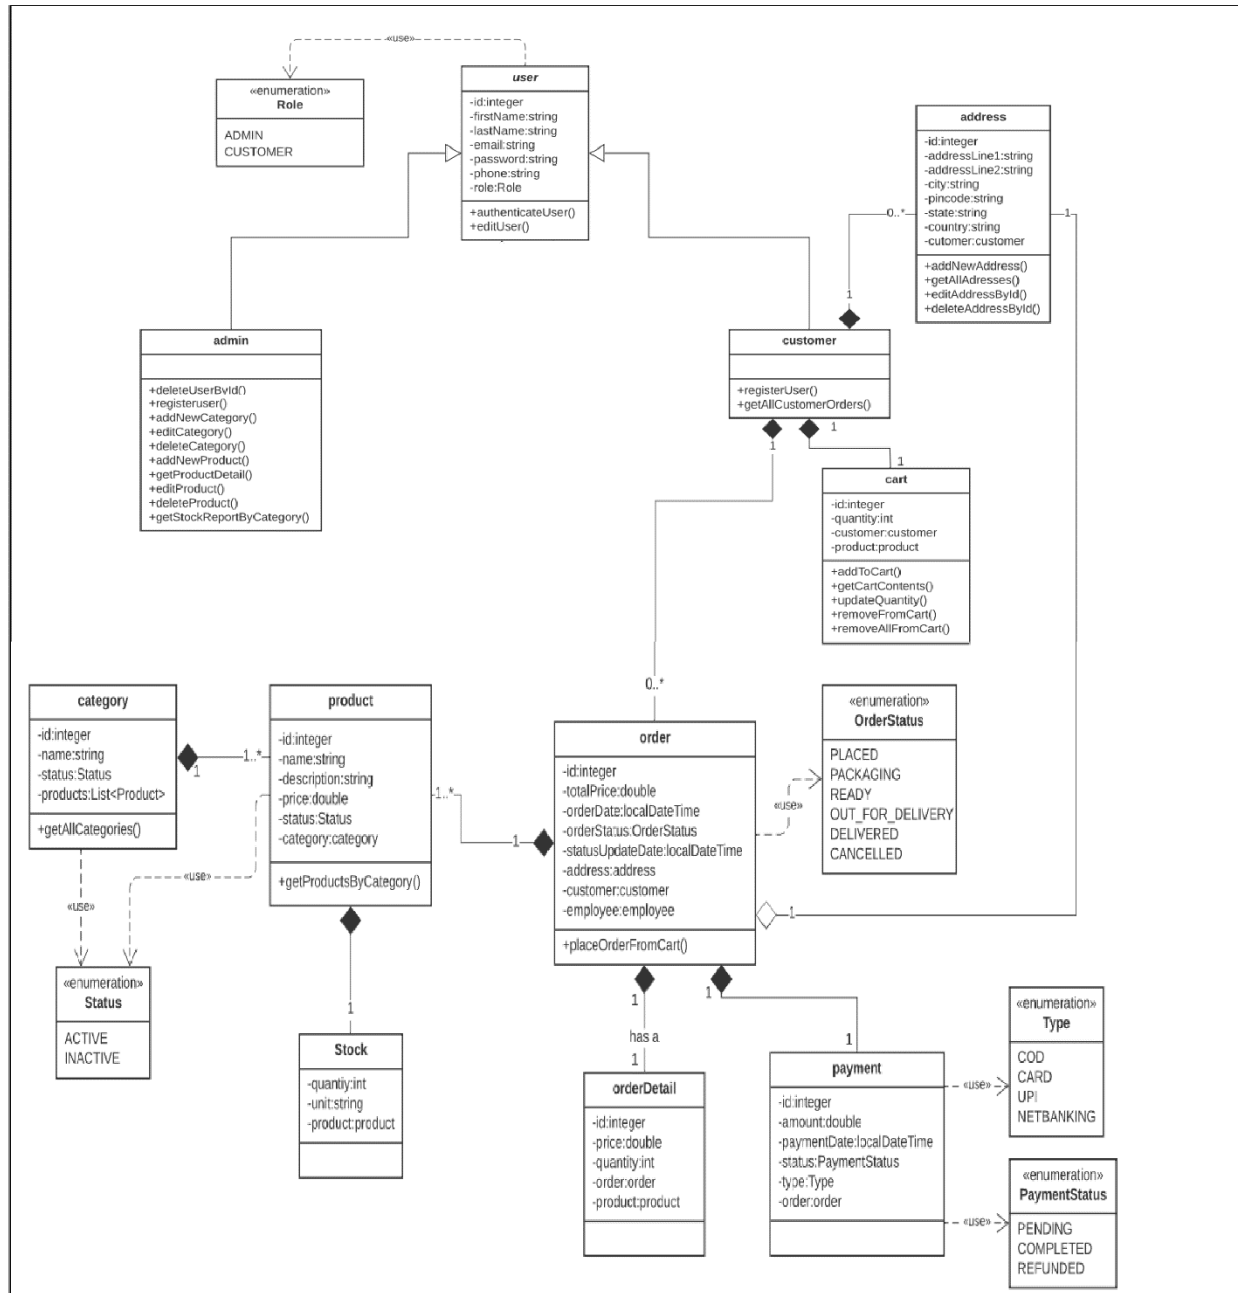 «use»
«enumeration»
Role
ADMIN
CUSTOMER
user
-id:integer
-firstName:string
-lastName:string
-email:string
-password:string
-phone:string
-role:Role
+authenticateUser()
+editUser()
address
-id:integer
-addressLine1:string
-addressLine2:string
-city:string
-pincode:string
-state:string
-country:string
-cutomer:customer
+addNewAddress()
+getAllAdresses()
+editAddressById()
+deleteAddressById()
0..*
1
1
admin
+deleteUserById()
+registeruser()
+addNewCategory()
+editCategory()
+deleteCategory()
+addNewProduct()
+getProductDetail()
+editProduct()
+deleteProduct()
+getStockReportByCategory()
customer
+registerUser()
+getAllCustomerOrders()
1
1
1
cart
-id:integer
-quantity:int
-customer:customer
-product:product
+addToCart()
+getCartContents()
+updateQuantity()
+removeFromCart()
+removeAllFromCart()
0..*
category
-id:integer
-name:string
-status:Status
-products:List<Product>
+getAllCategories()
1
1..*
product
-id:integer
-name:string
-description:string
-price:double
-status:Status
-category:category
+getProductsByCategory()
1..*
1
order
-id:integer
-totalPrice:double
-orderDate:localDateTime
-orderStatus:OrderStatus
-statusUpdateDate:localDateTime
-address:address
-customer:customer
-employee:employee
+placeOrderFromCart()
«use»
«enumeration»
OrderStatus
PLACED
PACKAGING
READY
OUT_FOR_DELIVERY
DELIVERED
CANCELLED
1
«use»
«use»
«enumeration»
Status
ACTIVE
INACTIVE
1
Stock
-quantiy:int
-unit:string
-product:product
1
has a
1
orderDetail
-id:integer
-price:double
-quantity:int
-order:order
-product:product
1
1
payment
-id:integer
-amount:double
-paymentDate:localDateTime
-status:PaymentStatus
-type:Type
-order:order
«use»
«enumeration»
Type
COD
CARD
UPI
NETBANKING
«use»
«enumeration»
PaymentStatus
PENDING
COMPLETED
REFUNDED